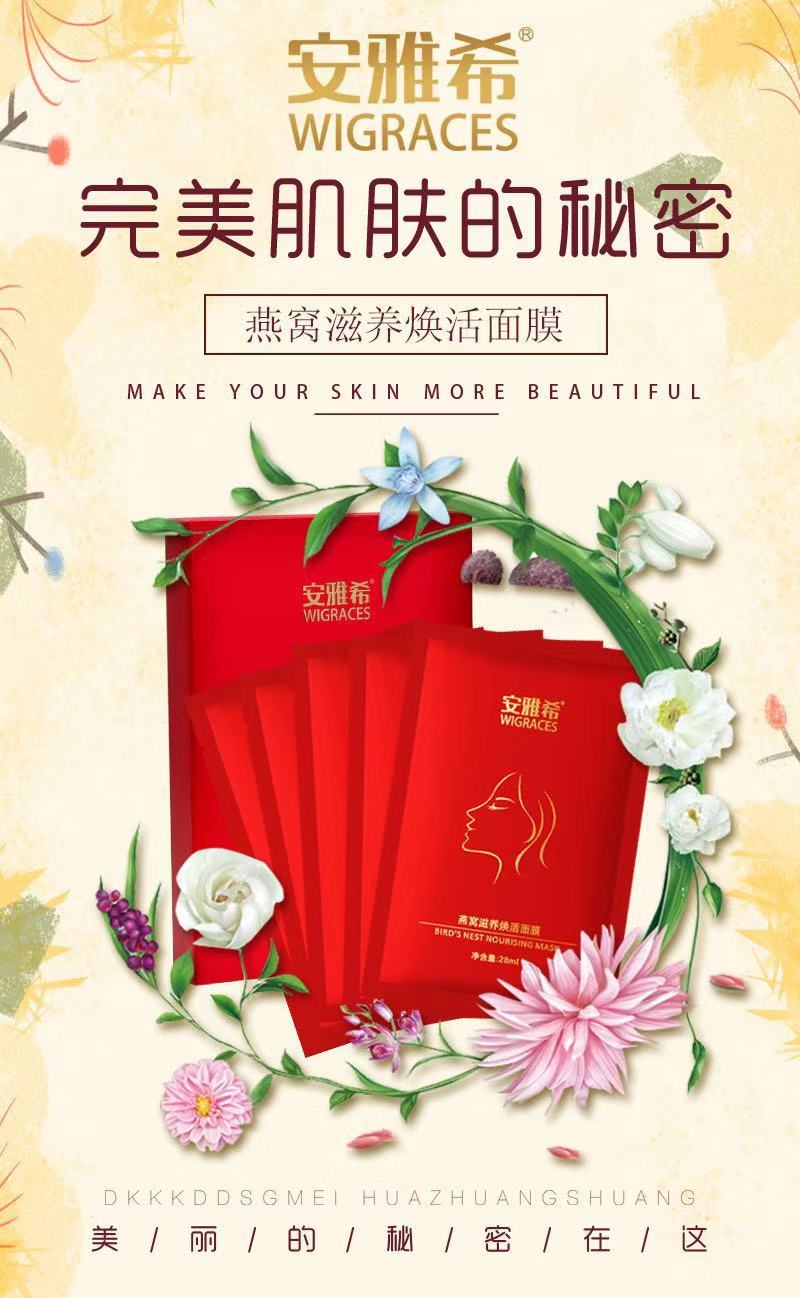 安雅希®
WIGRACES
完美肌肤的秘密
燕窝滋养焕活面膜
MAKE YOUR SKIN MORE BEAUTIFUL
安雅希®
WIGRACES
安雅希®
WIGRACES
燕窝滋养焕活面膜
BIRD'S NEST NOURISING MASK
净含量:28ml
DKKKDDSGMEI HUAZHUANGSHUANG
美/丽/的/秘/密/在/这